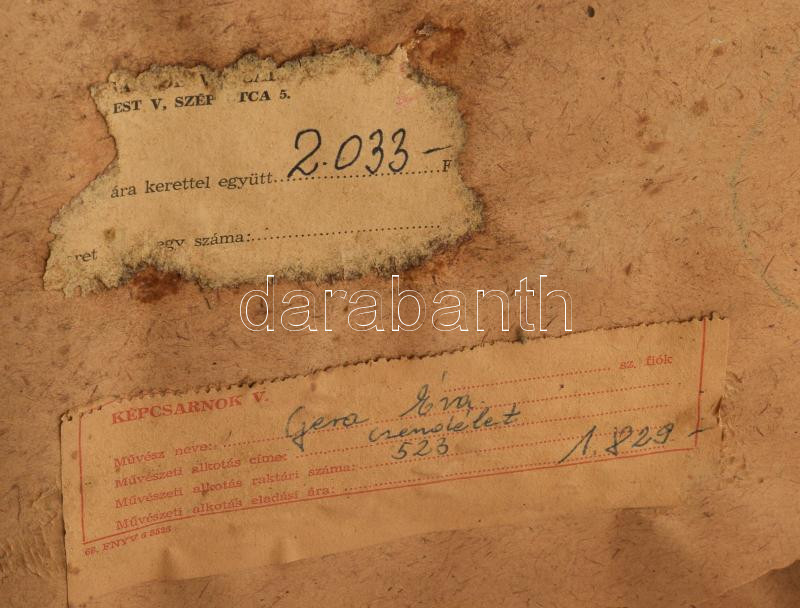 EST V, SZÉP TCA 5.
ára kerettel együtt 2.033-
egy száma:
darabanth
sz. fiók
KÉPCSARNOK V.
Művész neve: Gera Éva
Művészeti alkotás címe: csendélet
Művészeti alkotás raktári száma: 523
Művészeti alkotás eladási ára: 1.829-